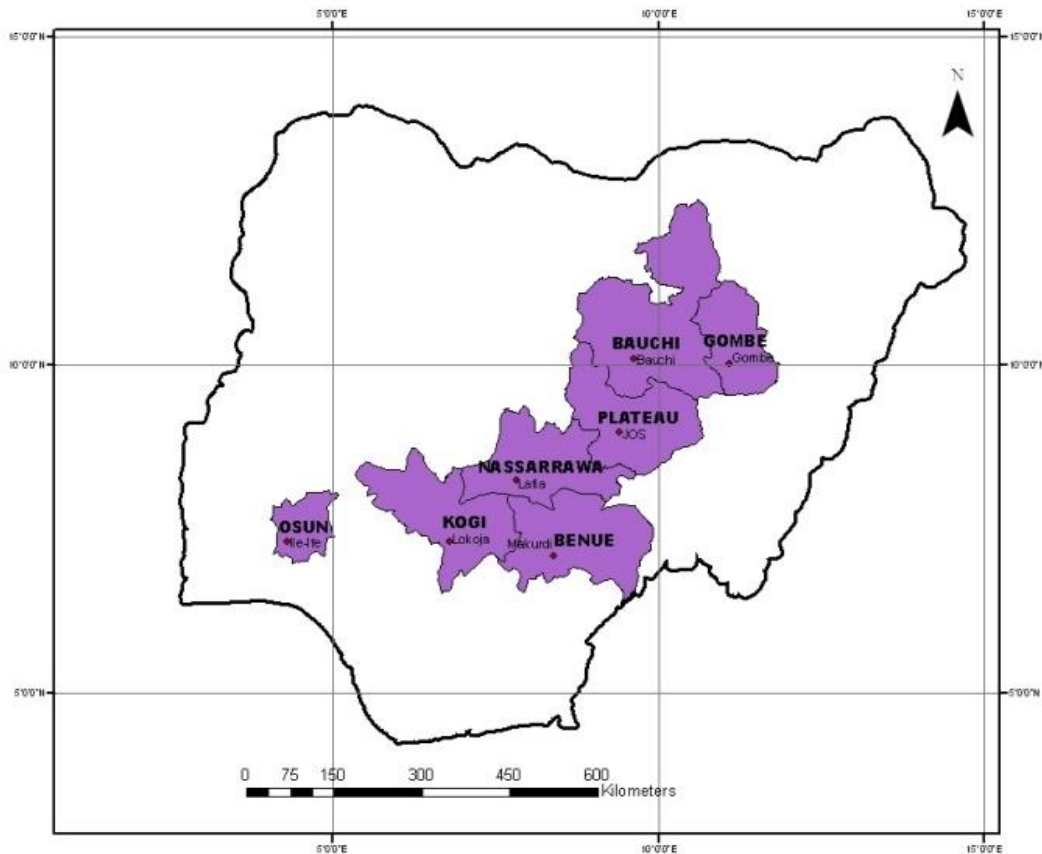 5°0'0"E 10°0'0"E 15°0'0"E
15°0'0"N 15°0'0"N
N
BAUCHI GOMBE
Bauchi Gombe
10°0'0"N 10°0'0"N
PLATEAU
JOS
NASSARRAWA
Lafia
OSUN KOGI
Ile-Ife Lokoja Makurdi BENUE
5°0'0"N 5°0'0"N
0 75 150 300 450 600
Kilometers
5°0'0"E 10°0'0"E 15°0'0"E